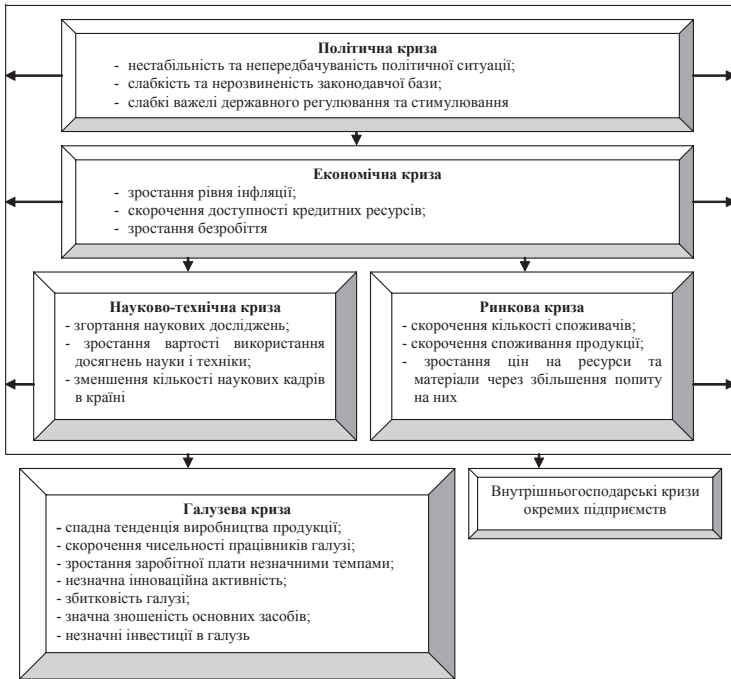 Політична криза
- нестабільність та непередбачуваність політичної ситуації;
- слабкість та нерозвиненість законодавчої бази;
- слабкі важелі державного регулювання та стимулювання
Економічна криза
- зростання рівня інфляції;
- скорочення доступності кредитних ресурсів;
- зростання безробіття
Науково-технічна криза
- згортання наукових досліджень;
- зростання вартості використання
досягнень науки і техніки;
- зменшення кількості наукових кадрів
в країні
Ринкова криза
- скорочення кількості споживачів;
- скорочення споживання продукції;
- зростання цін на ресурси та
матеріали через збільшення попиту
на них
Галузева криза
- спадна тенденція виробництва продукції;
- скорочення чисельності працівників галузі;
- зростання заробітної плати незначними темпами;
- незначна інноваційна активність;
- збитковість галузі;
- значна зношеність основних засобів;
- незначні інвестиції в галузь
Внутрішньогосподарські кризи
окремих підприємств